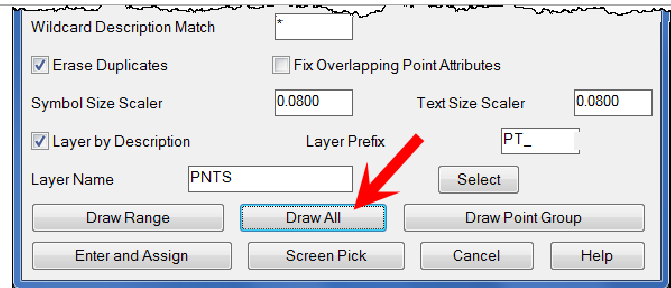 Wildcard Description Match *
Erase Duplicates Fix Overlapping Point Attributes
Symbol Size Scaler 0.0800 Text Size Scaler 0.0800
Layer by Description Layer Prefix PT_
Layer Name PNTS Select
Draw Range Draw All Draw Point Group
Enter and Assign Screen Pick Cancel Help